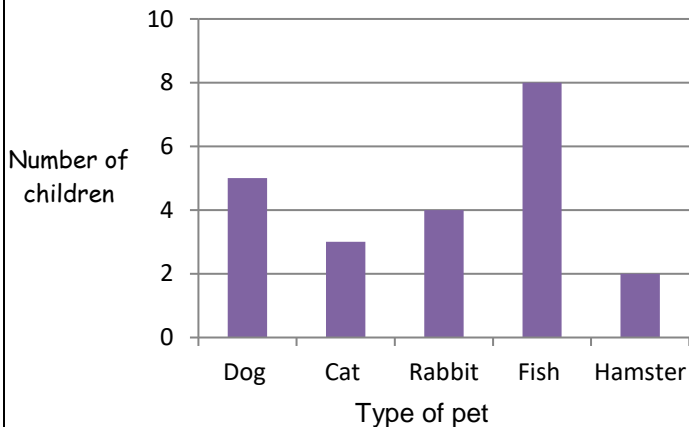 10
8
6
4
2
0
Number of
children
Dog Cat Rabbit Fish Hamster
Type of pet